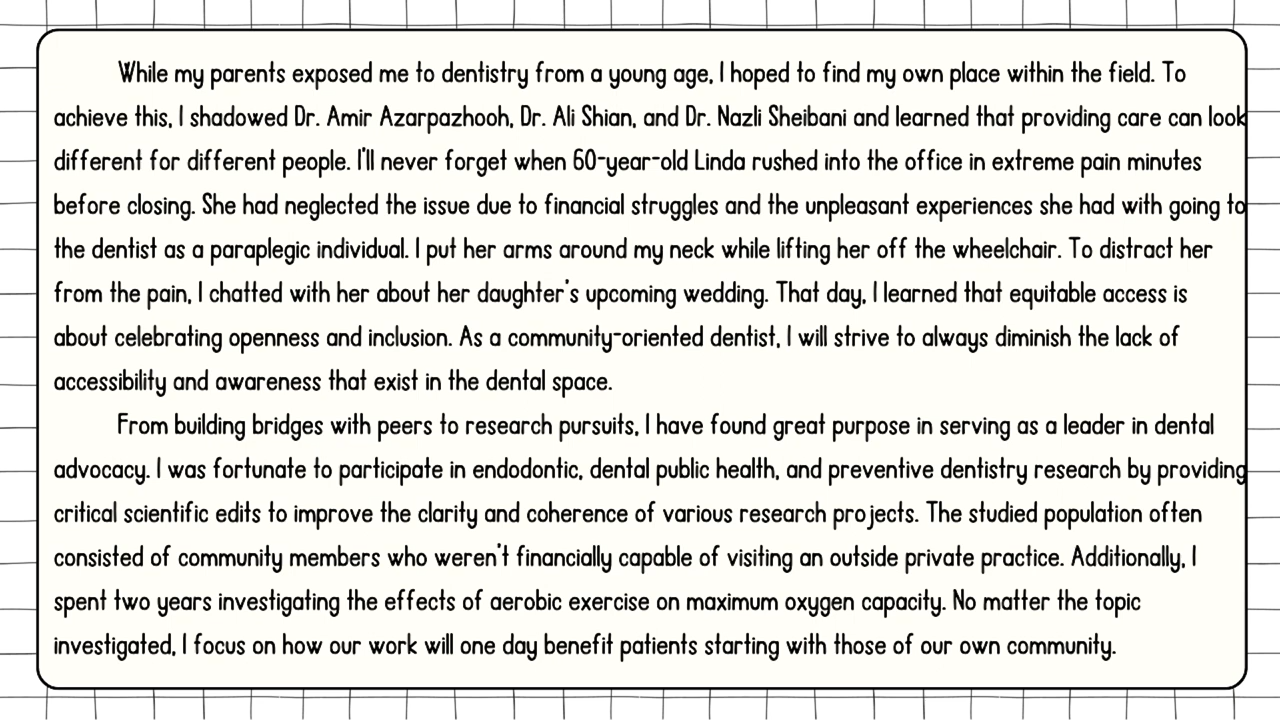 While my parents exposed me to dentistry from a young age, I hoped to find my own place within the field. To
achieve this, I shadowed Dr. Amir Azarpazhooh, Dr. Ali Shian, and Dr. Nazli Sheibani and learned that providing care can look
different for different people. I'll never forget when 60-year-old Linda rushed into the office in extreme pain minutes
before closing. She had neglected the issue due to financial struggles and the unpleasant experiences she had with going to
the dentist as a paraplegic individual. I put her arms around my neck while lifting her off the wheelchair. To distract her
from the pain, I chatted with her about her daughter's upcoming wedding. That day, I learned that equitable access is
about celebrating openness and inclusion. As a community-oriented dentist, I will strive to always diminish the lack of
accessibility and awareness that exist in the dental space.
From building bridges with peers to research pursuits, I have found great purpose in serving as a leader in dental
advocacy. I was fortunate to participate in endodontic, dental public health, and preventive dentistry research by providing
critical scientific edits to improve the clarity and coherence of various research projects. The studied population often
consisted of community members who weren't financially capable of visiting an outside private practice. Additionally, I
spent two years investigating the effects of aerobic exercise on maximum oxygen capacity. No matter the topic
investigated, I focus on how our work will one day benefit patients starting with those of our own community.